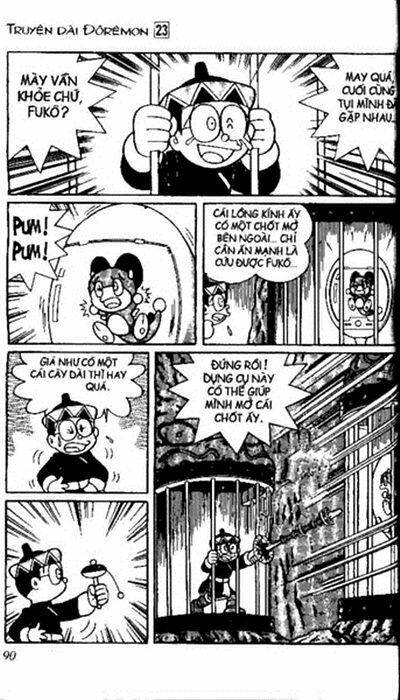 TRUYỆN DÀI ĐÔRÊMON 23
MÀY VẪN
KHỎE CHỨ,
FUKÔ?
MAY QUÁ,
CUỐI CÙNG
TỤI MÌNH
GẶP NHAU
PUM!
PUM!
CÁI LỒNG KÍNH ẤY
CÓ MỘT CHỐT MỞ
BÊN NGOÀI... CHỈ
CẦN ẤN MẠNH LÀ
CỨU ĐƯỢC FUKÔ...
GIÁ NHƯ CÓ MỘT
CÁI CÂY DÀI THÌ HAY
QUÁ.
ĐÚNG RỒI!
DỤNG CỤ NÀY
CÓ THỂ GIÚP
MÌNH MỞ CÁI
CHỐT ẤY.
90